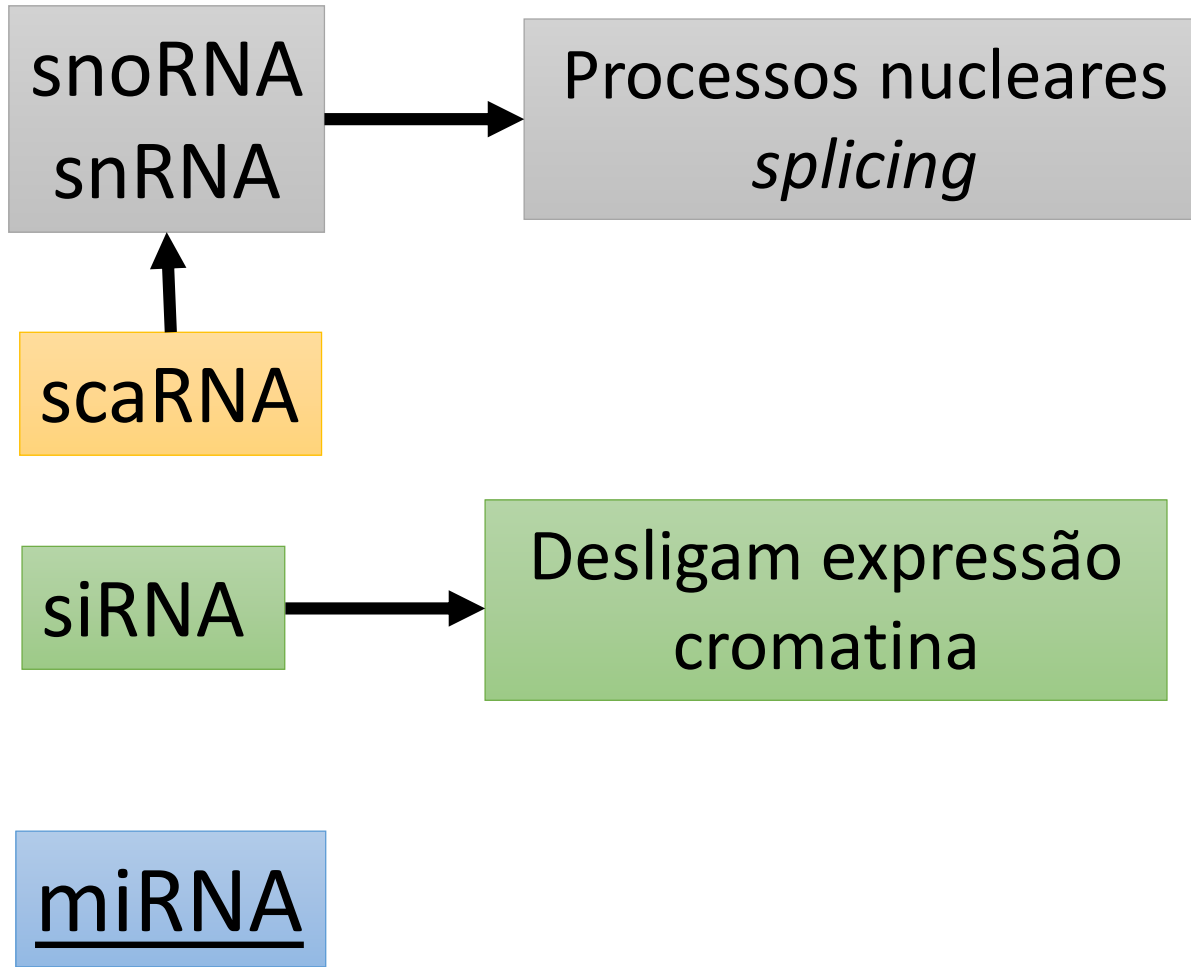 snoRNA
snRNA
Processos nucleares
splicing
scaRNA
siRNA
Desligam expressão
cromatina
miRNA